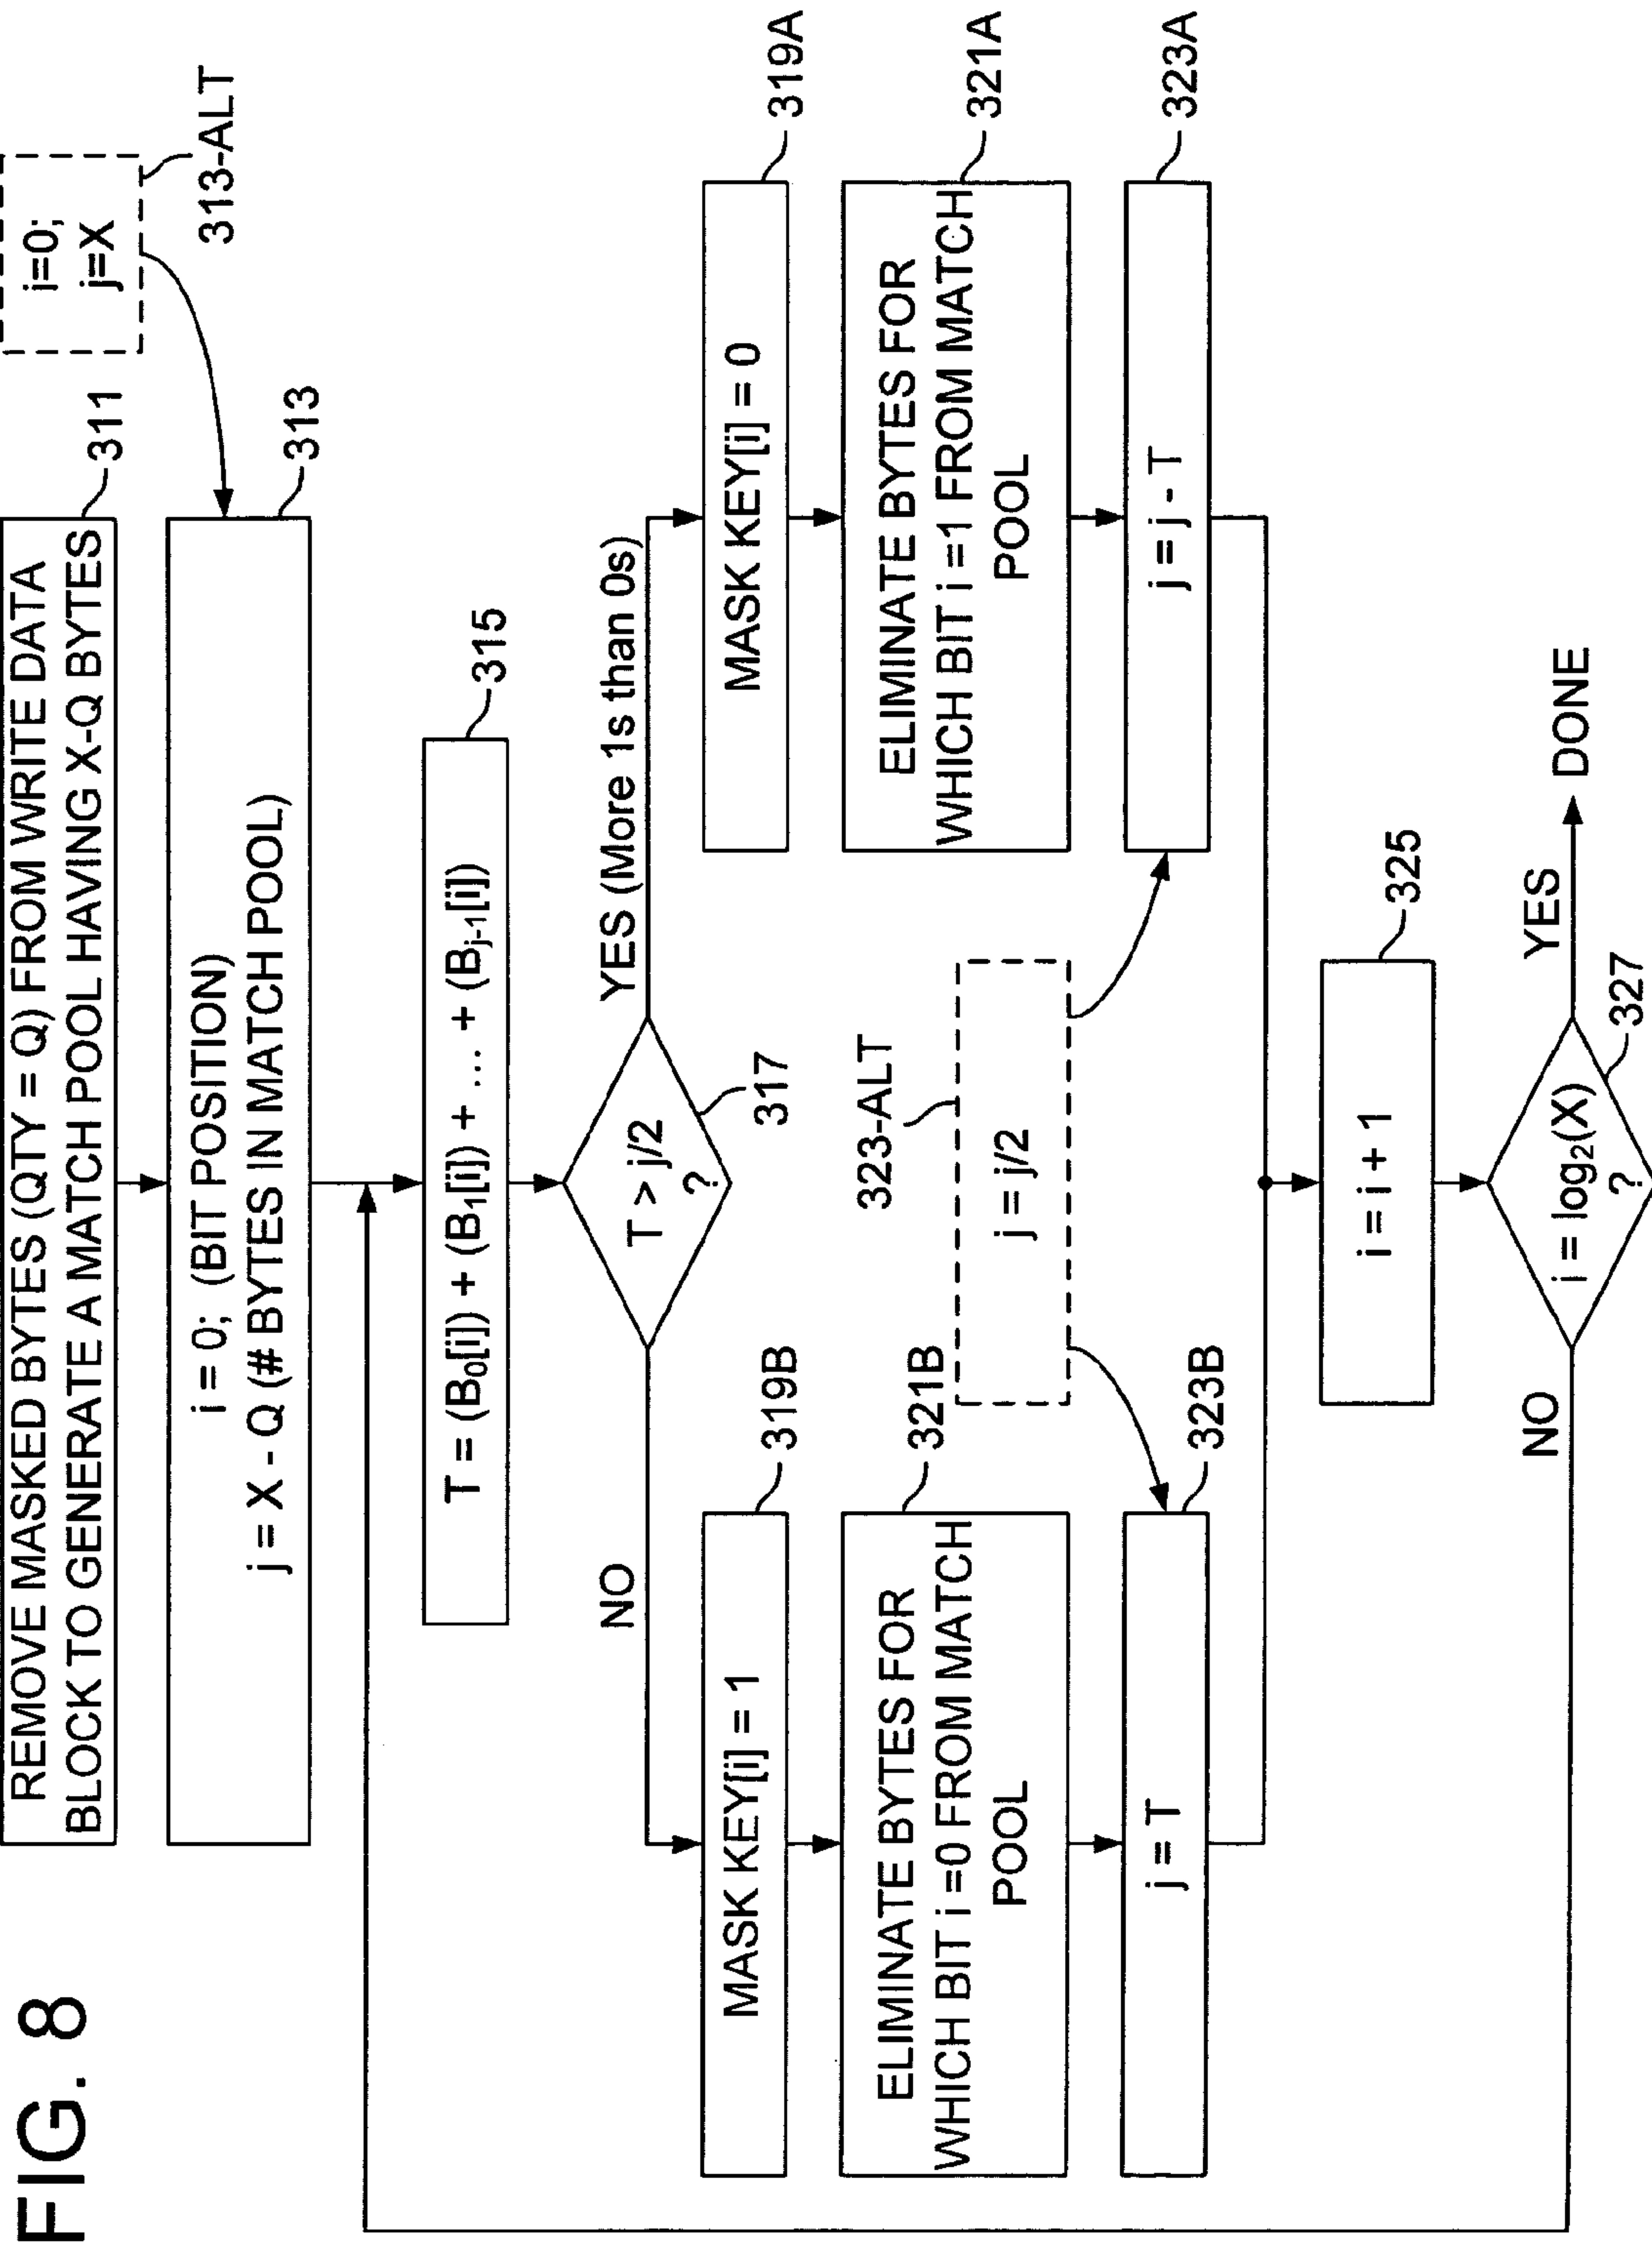 FIG. 8
REMOVE MASKED BYTES (QTY = Q) FROM WRITE DATA
BLOCK TO GENERATE A MATCH POOL HAVING X-Q BYTES
311
i=0;
j=X
313-ALT
i = 0; (BIT POSITION)
j = X - Q (# BYTES IN MATCH POOL)
313
T = (B₀[i]) + (B₁[i]) + ... + (Bⱼ₋₁[i])
315
T > j/2
?
317
NO
YES (More 1s than 0s)
MASK KEY[i] = 1
319B
MASK KEY[i] = 0
319A
ELIMINATE BYTES FOR
WHICH BIT i =0 FROM MATCH
POOL
321B
ELIMINATE BYTES FOR
WHICH BIT i =1 FROM MATCH
POOL
321A
323-ALT
j = j/2
j = T
323B
j = j - T
323A
i = i + 1
325
i = log₂(X)
?
327
NO
YES
DONE